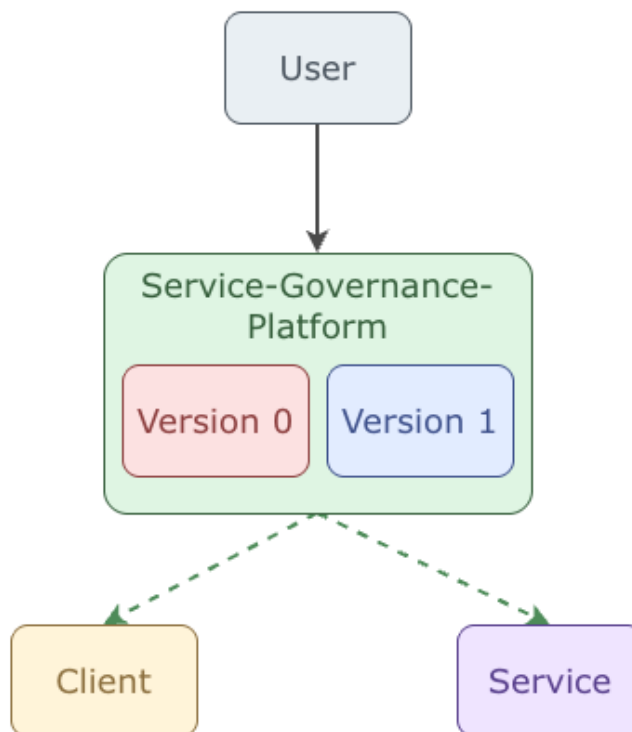 User
Service-Governance-
Platform
Version 0
Version 1
Client
Service